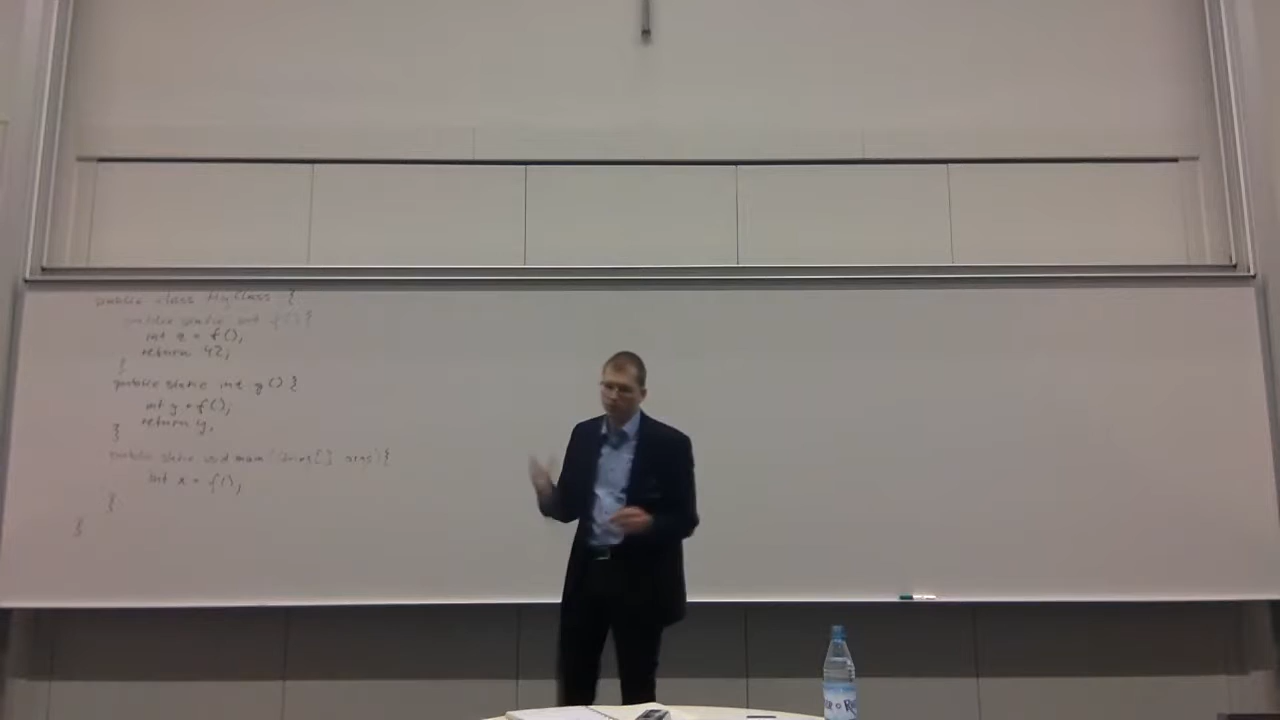 public class MyClass {
public static int f() {
int z = f();
return 42;
}
public static int g() {
int y = f();
return y;
}
public static void main(String[] args) {
int x = f();
}
}